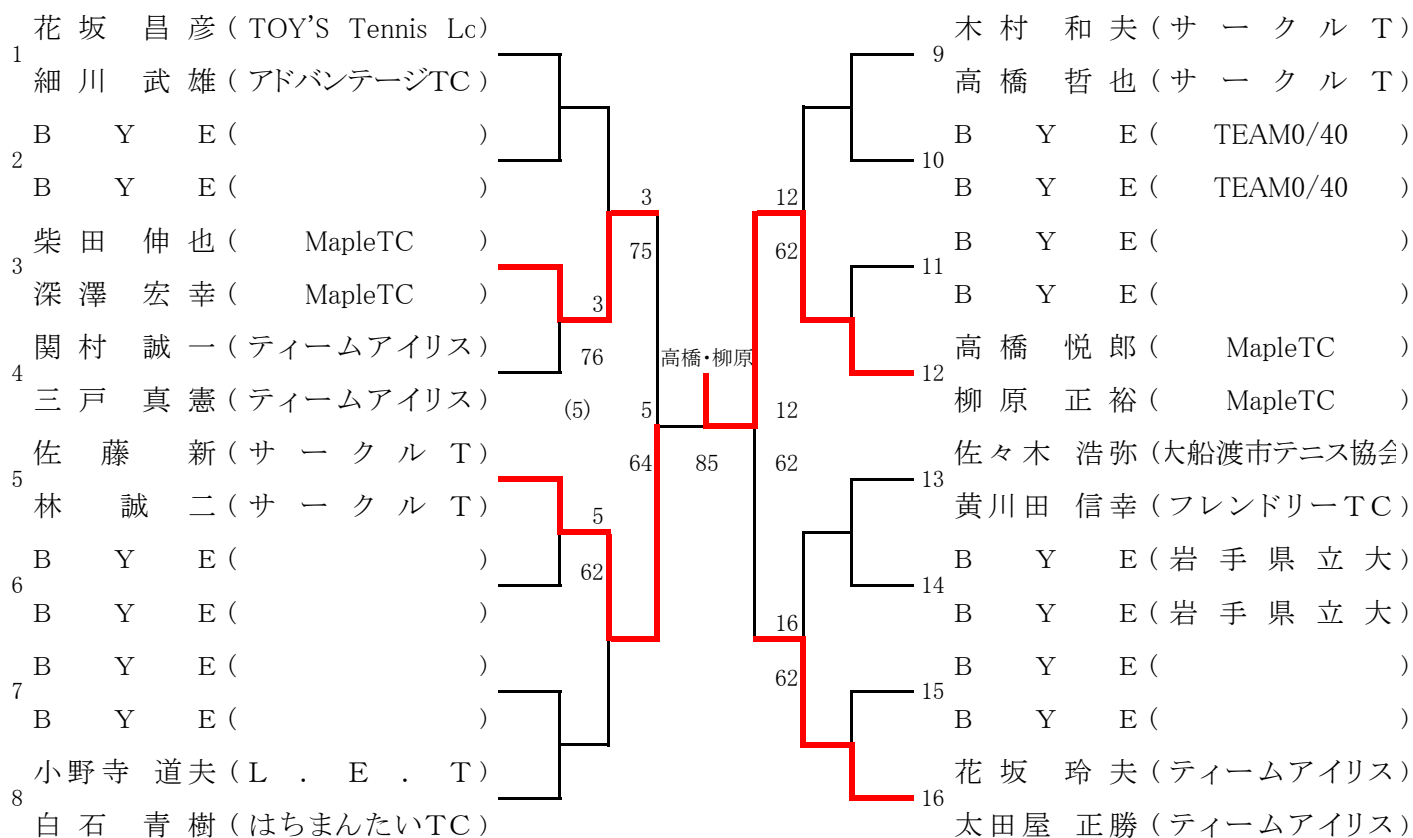 花坂 昌彦(TOY'S Tennis Lc)
1
細川 武雄(アドバンテージTC)
BYE( )
2
BYE( )
柴田 伸也(MapleTC)
3
深澤 宏幸(MapleTC)
関村 誠一(ティームアイリス)
4
三戸 真憲(ティームアイリス)
佐藤 新(サークルT)
5
林 誠二(サークルT)
BYE( )
6
BYE( )
BYE( )
7
BYE( )
小野寺 道夫(L.E.T)
8
白石 青樹(はちまんたいTC)
3
75
3
76
(5)
5
64
5
62
高橋・柳原
85
12
62
12
62
16
62
木村 和夫(サークルT)
9
高橋 哲也(サークルT)
BYE(TEAM0/40)
10
BYE(TEAM0/40)
BYE( )
11
BYE( )
高橋 悦郎(MapleTC)
12
柳原 正裕(MapleTC)
佐々木 浩弥(大船渡市テニス協会)
13
黄川田 信幸(フレンドリーTC)
BYE(岩手県立大)
14
BYE(岩手県立大)
BYE( )
15
BYE( )
花坂 玲夫(ティームアイリス)
16
太田屋 正勝(ティームアイリス)